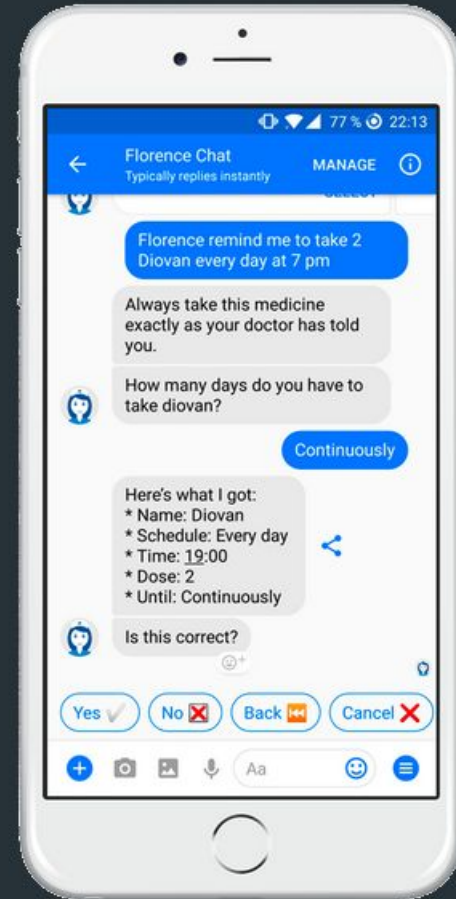 77 % 22:13
Florence Chat
Typically replies instantly
MANAGE
Florence remind me to take 2
Diovan every day at 7 pm
Always take this medicine
exactly as your doctor has told
you.
How many days do you have to
take diovan?
Continuously
Here's what I got:
* Name: Diovan
* Schedule: Every day
* Time: 19:00
* Dose: 2
* Until: Continuously
Is this correct?
Yes No Back Cancel
Aa